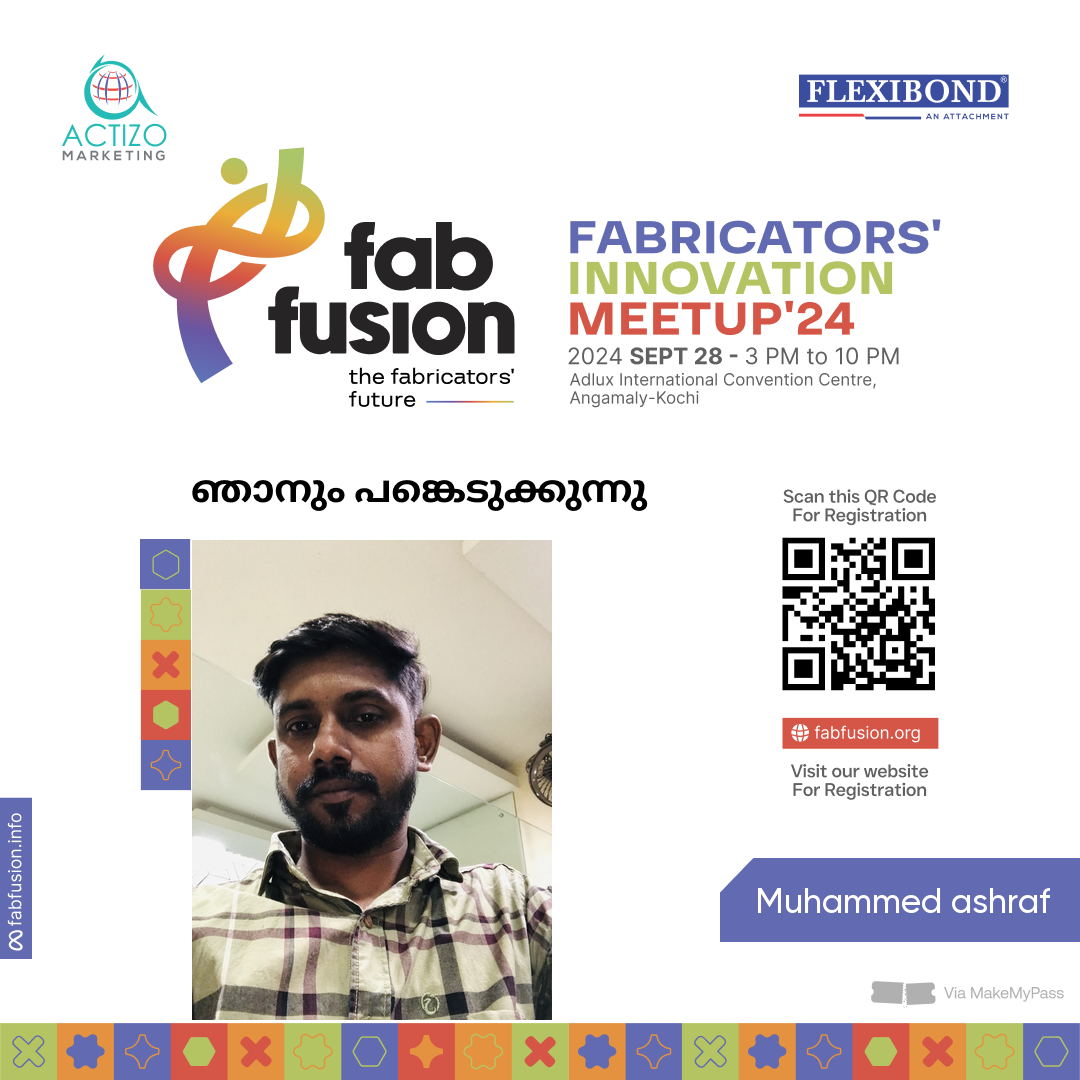 ACTIZO
MARKETING
FLEXIBOND®
AN ATTACHMENT
fab
fusion
the fabricators'
future
FABRICATORS'
INNOVATION
MEETUP'24
2024 SEPT 28 - 3 PM to 10 PM
Adlux International Convention Centre,
Angamaly-Kochi
ഞാനും പങ്കെടുക്കുന്നു
Scan this QR Code
For Registration
fabfusion.org
Visit our website
For Registration
fabfusion.info
Muhammed ashraf
Via MakeMyPass